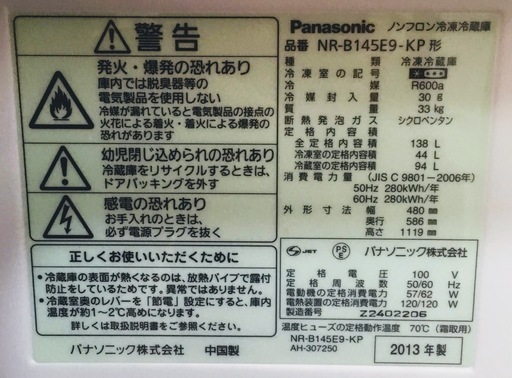 警告
発火・爆発の恐れあり
庫内では脱臭器等の
電気製品を使用しない
冷媒が漏れていると電気製品の接点の
火花による着火・着火による爆発の
恐れあり
幼児閉じ込められの恐れあり
冷蔵庫をリサイクルするときは、
ドアパッキングを外す
感電の恐れあり
お手入れのときは、
必ず電源プラグを抜く
正しくお使いいただくために
・冷蔵庫の表面が熱くなるのは、放熱パイプで露付
防止をしているためです。異常ではありません。
・冷蔵室奥のレバーを「節電」設定にすると、庫内
温度が約1~2℃高めになります。
詳しくは取扱説明書をご覧ください。
パナソニック株式会社 中国製
Panasonic ノンフロン冷凍冷蔵庫
品番 NR-B145E9-KP 形
種類 冷凍冷蔵庫
冷凍室の記号
冷媒 R600a
冷媒封入量 30 g
質量 33 kg
断熱発泡ガス シクロペンタン
定格内容積
全定格内容積 138 L
冷凍室の定格内容積 44 L
冷蔵室の定格内容積 94 L
消費電力量 (JIS C 9801-2006年)
50Hz 280kWh/年
60Hz 280kWh/年
外形寸法 幅 480 mm
奥行 586 mm
高さ 1119 mm
JET PS E パナソニック株式会社
定格電圧 100 V
定格周波数 50/60 Hz
電動機の定格消費電力 57/62 W
電熱装置の定格消費電力 120/120 W
製造番号 Z2402206
温度ヒューズの定格動作温度 70℃ (霜取用)
NR-B145E9-KP
AH-307250
2013年製